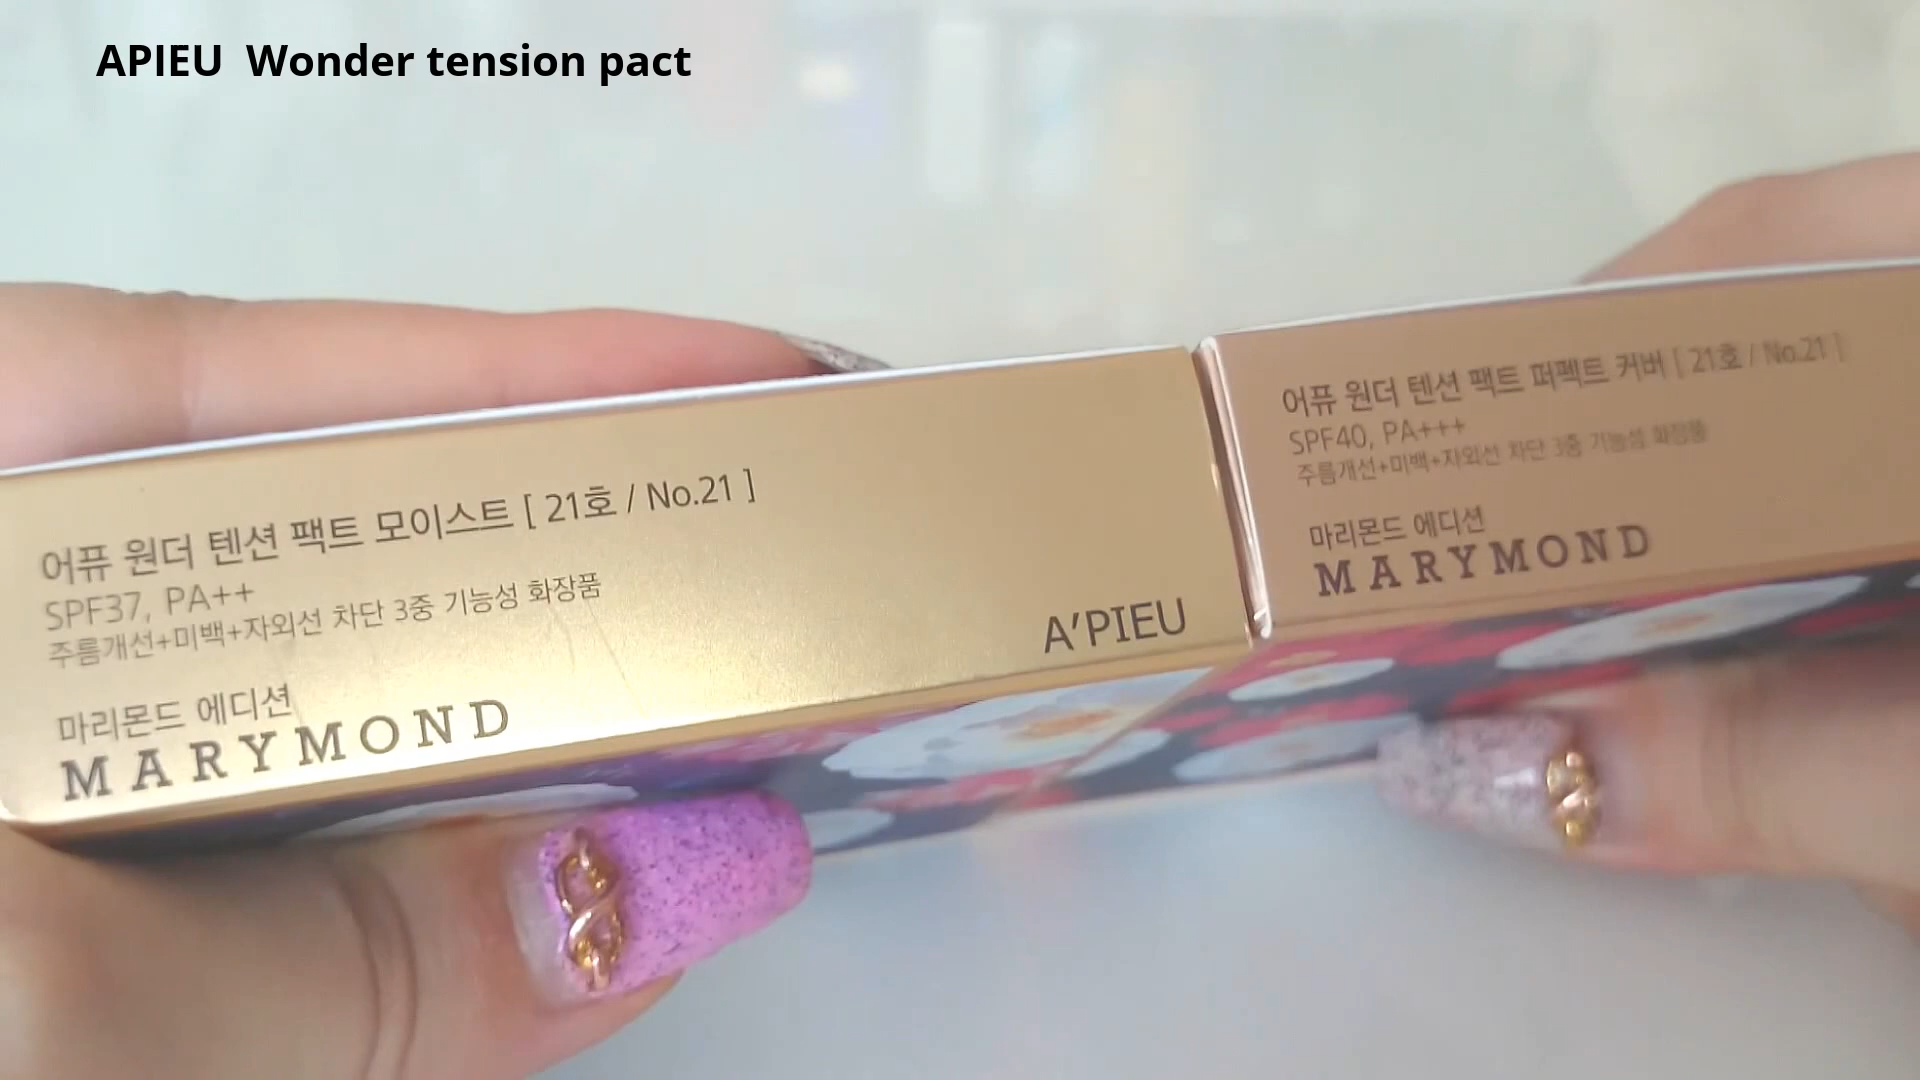 APIEU Wonder tension pact
어퓨 원더 텐션 팩트 모이스트 [ 21호 / No.21 ]
SPF37, PA++
주름개선+미백+자외선 차단 3중 기능성 화장품
마리몬드 에디션
MARYMOND
A'PIEU
어퓨 원더 텐션 팩트 퍼펙트 커버 [ 21호 / No.21 ]
SPF40, PA+++
주름개선+미백+자외선 차단 3중 기능성 화장품
마리몬드 에디션
MARYMOND